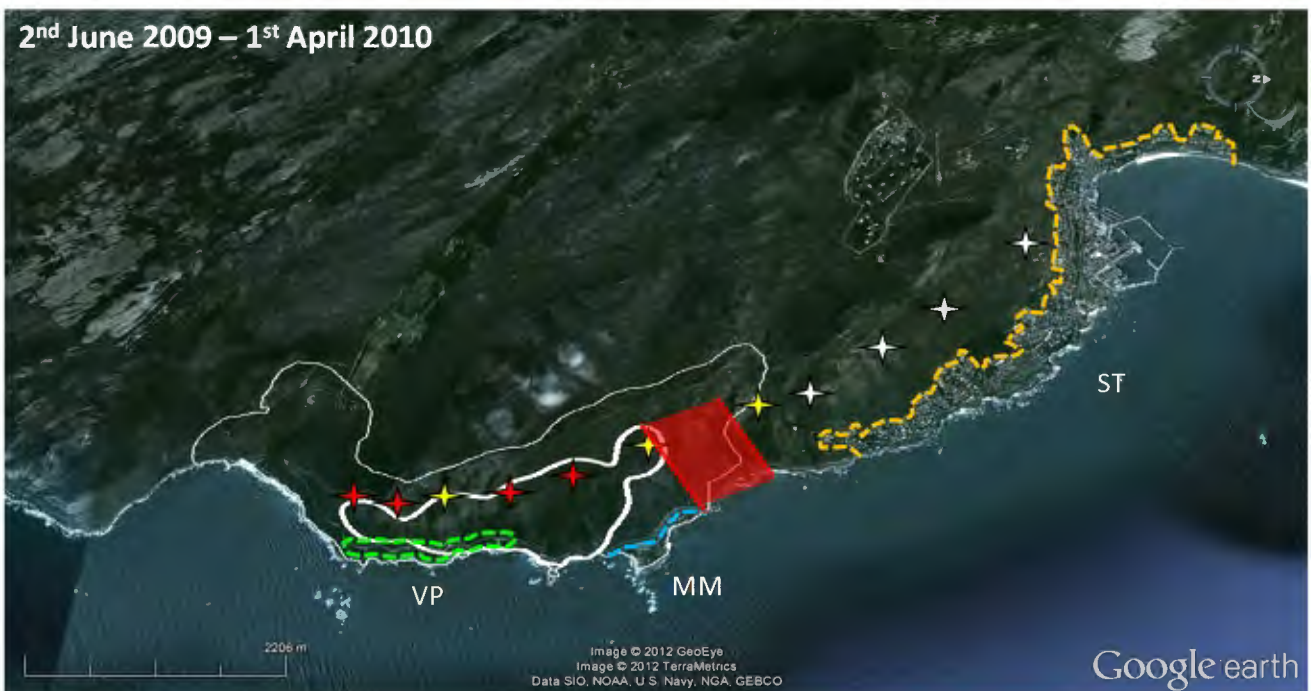 2nd June 2009 – 1st April 2010
N
ST
VP
MM
2206 m
Image © 2012 GeoEye
Image © 2012 TerraMetrics
Data SIO, NOAA, U.S. Navy, NGA, GEBCO
Google earth